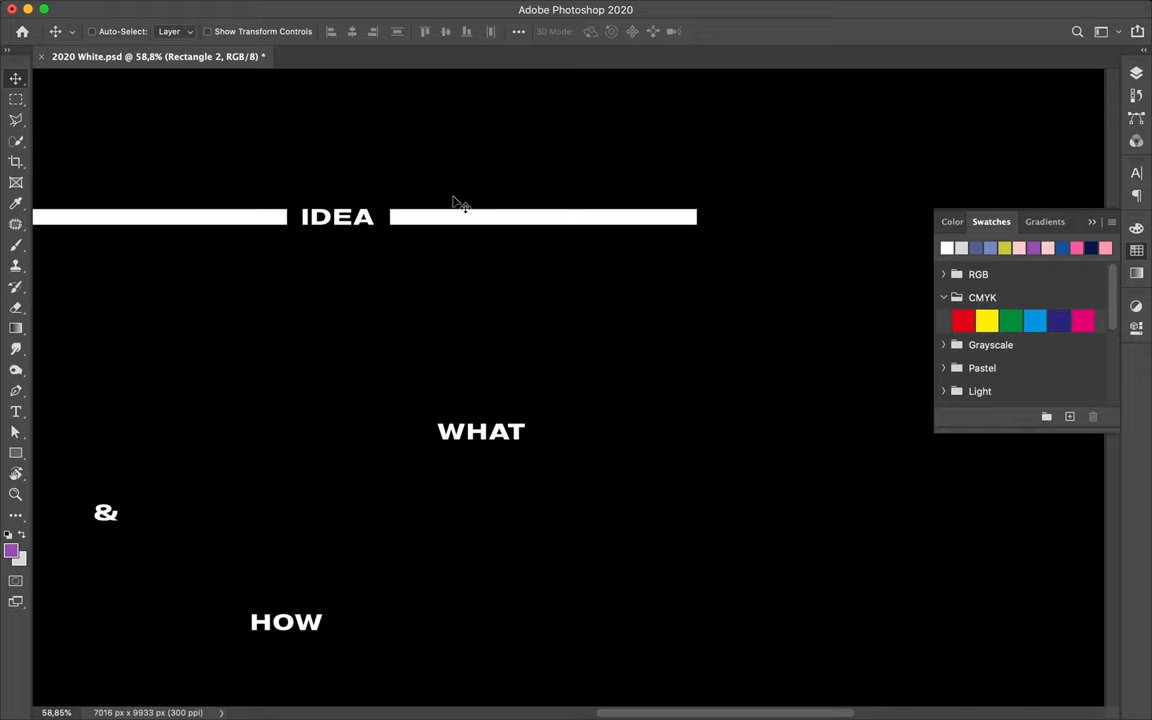 Adobe Photoshop 2020
Auto-Select: Layer Show Transform Controls 3D Mode:
2020 White.psd @ 58,8% (Rectangle 2, RGB/8) *
IDEA
Color Swatches Gradients
RGB
CMYK
Grayscale
Pastel
Light
WHAT
&
HOW
58,85% 7016 px x 9933 px (300 ppi)